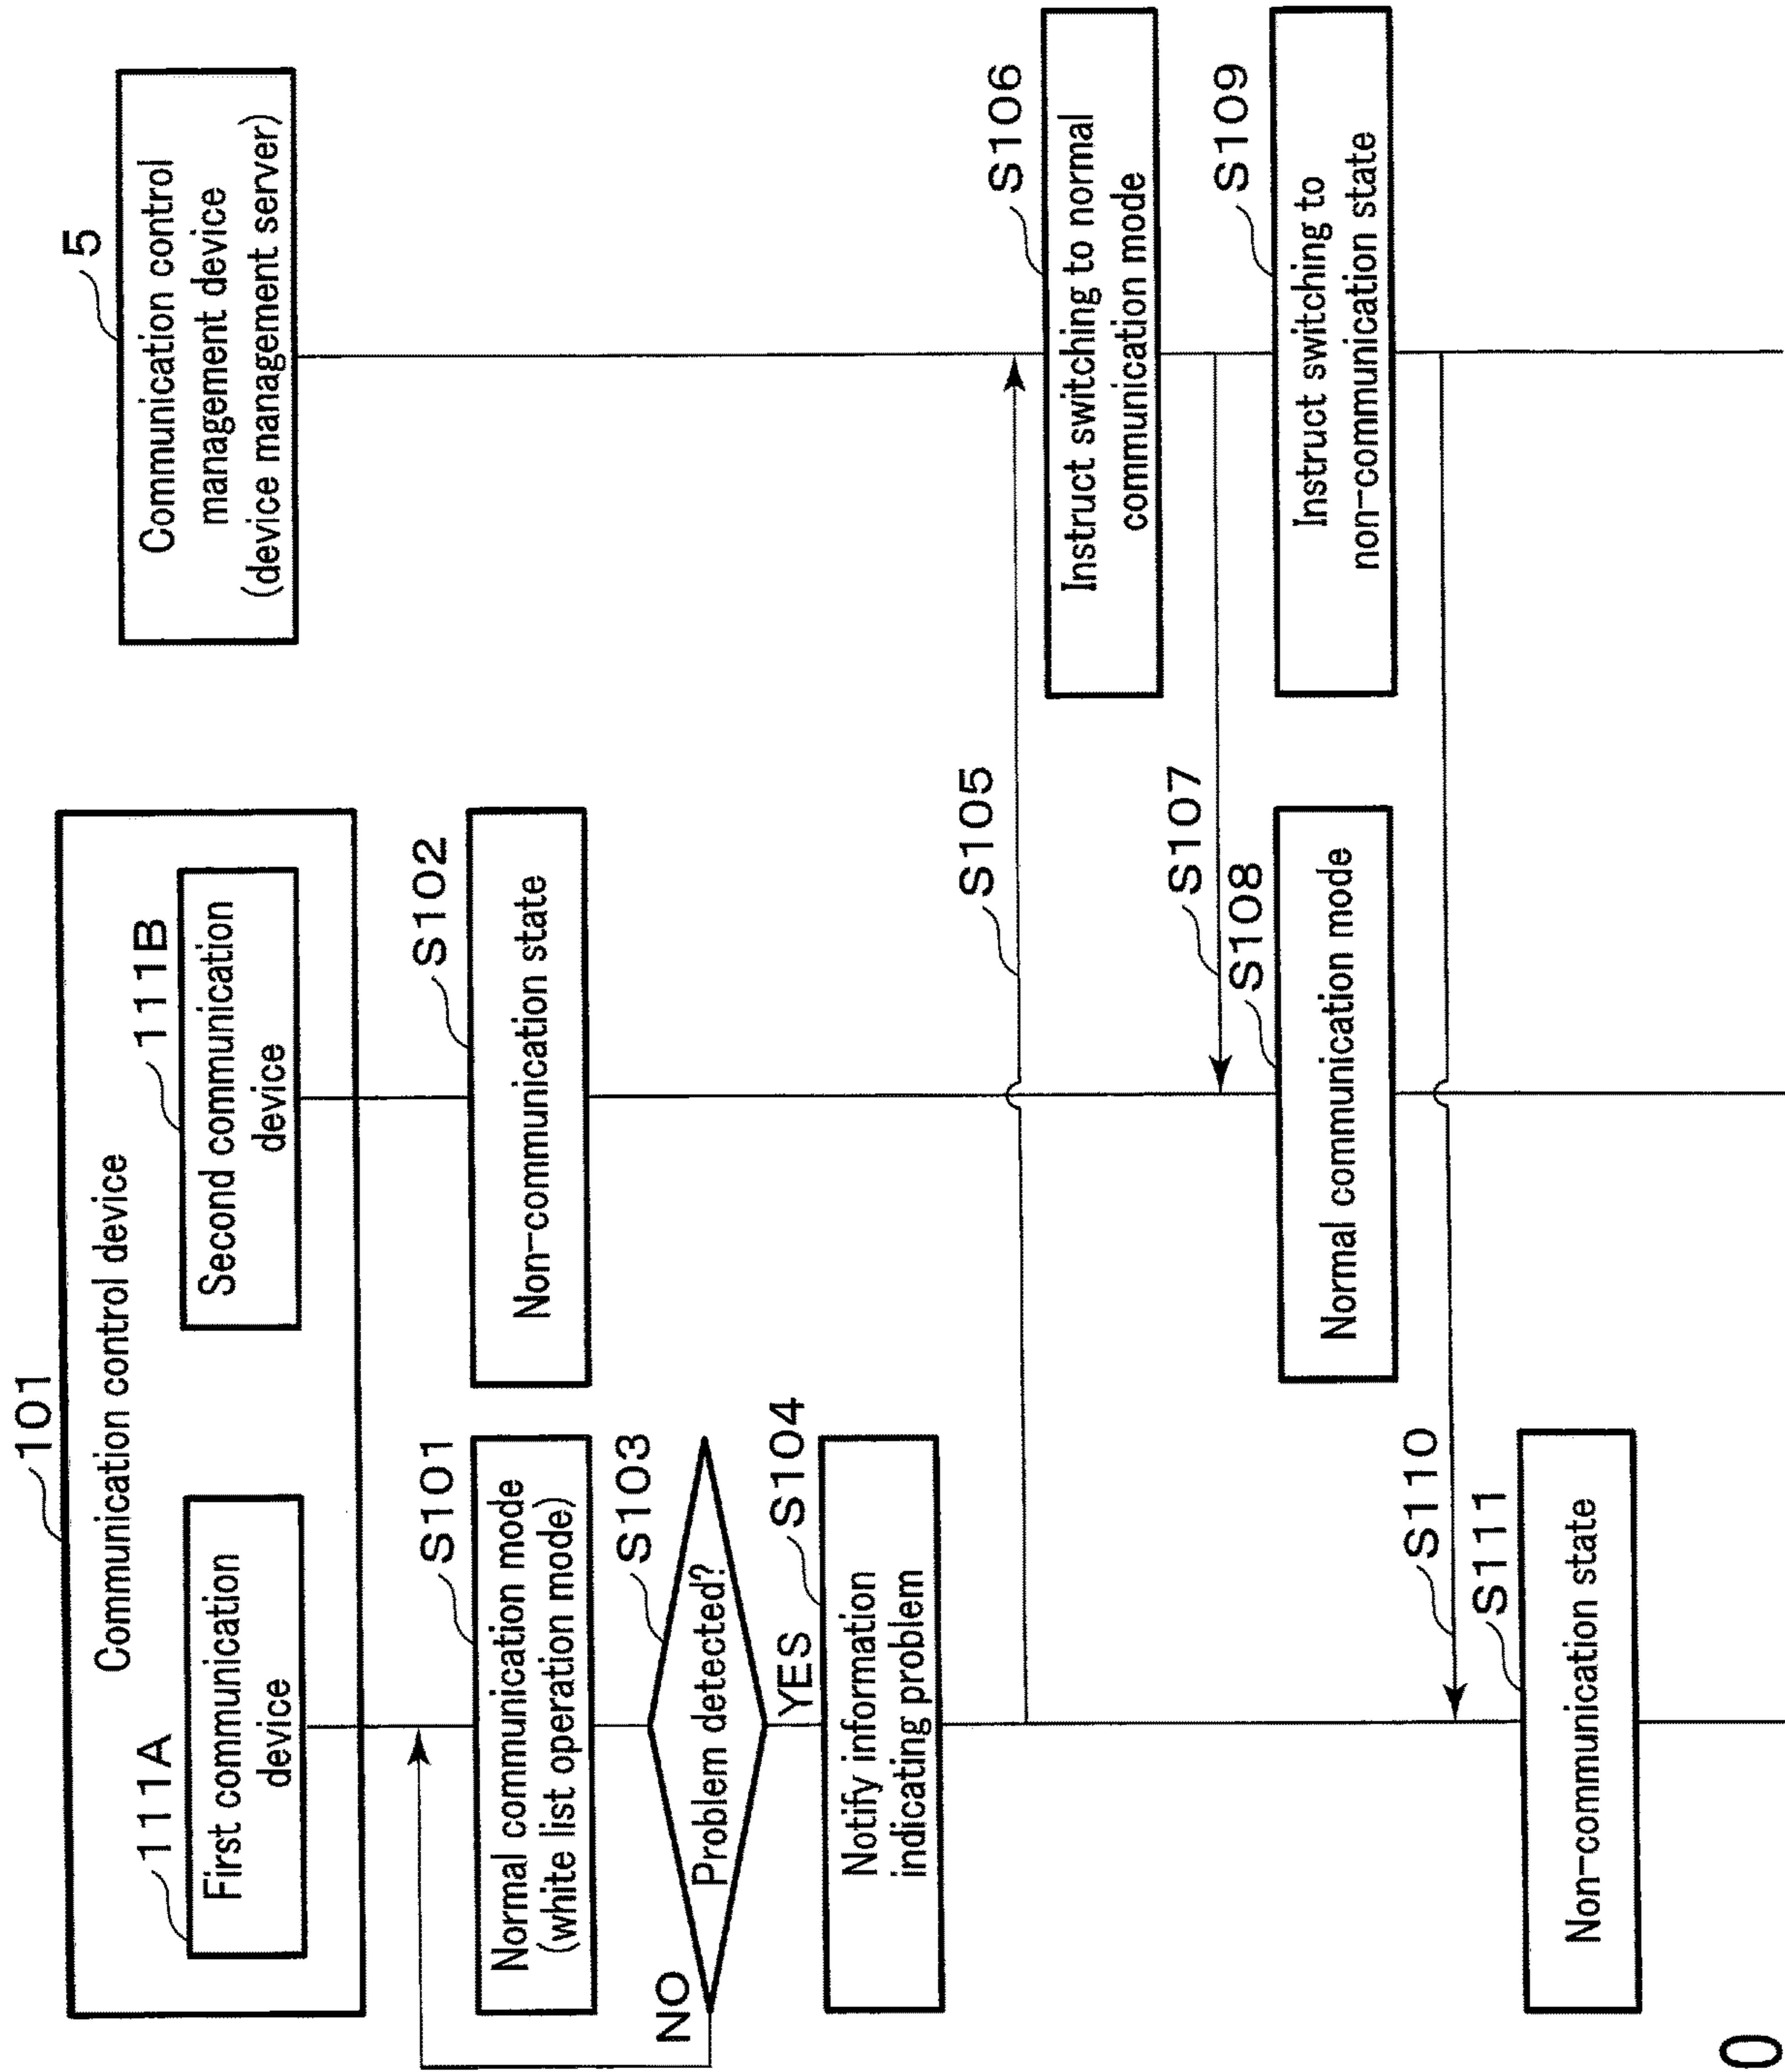 101
Communication control device
111A
First communication
device
111B
Second communication
device
5
Communication control
management device
(device management server)
S101
Normal communication mode
(white list operation mode)
S102
Non-communication state
S103
Problem detected?
NO
YES
S104
Notify information
indicating problem
S105
S106
Instruct switching to normal
communication mode
S107
S108
Normal communication mode
S109
Instruct switching to
non-communication state
S110
S111
Non-communication state
0